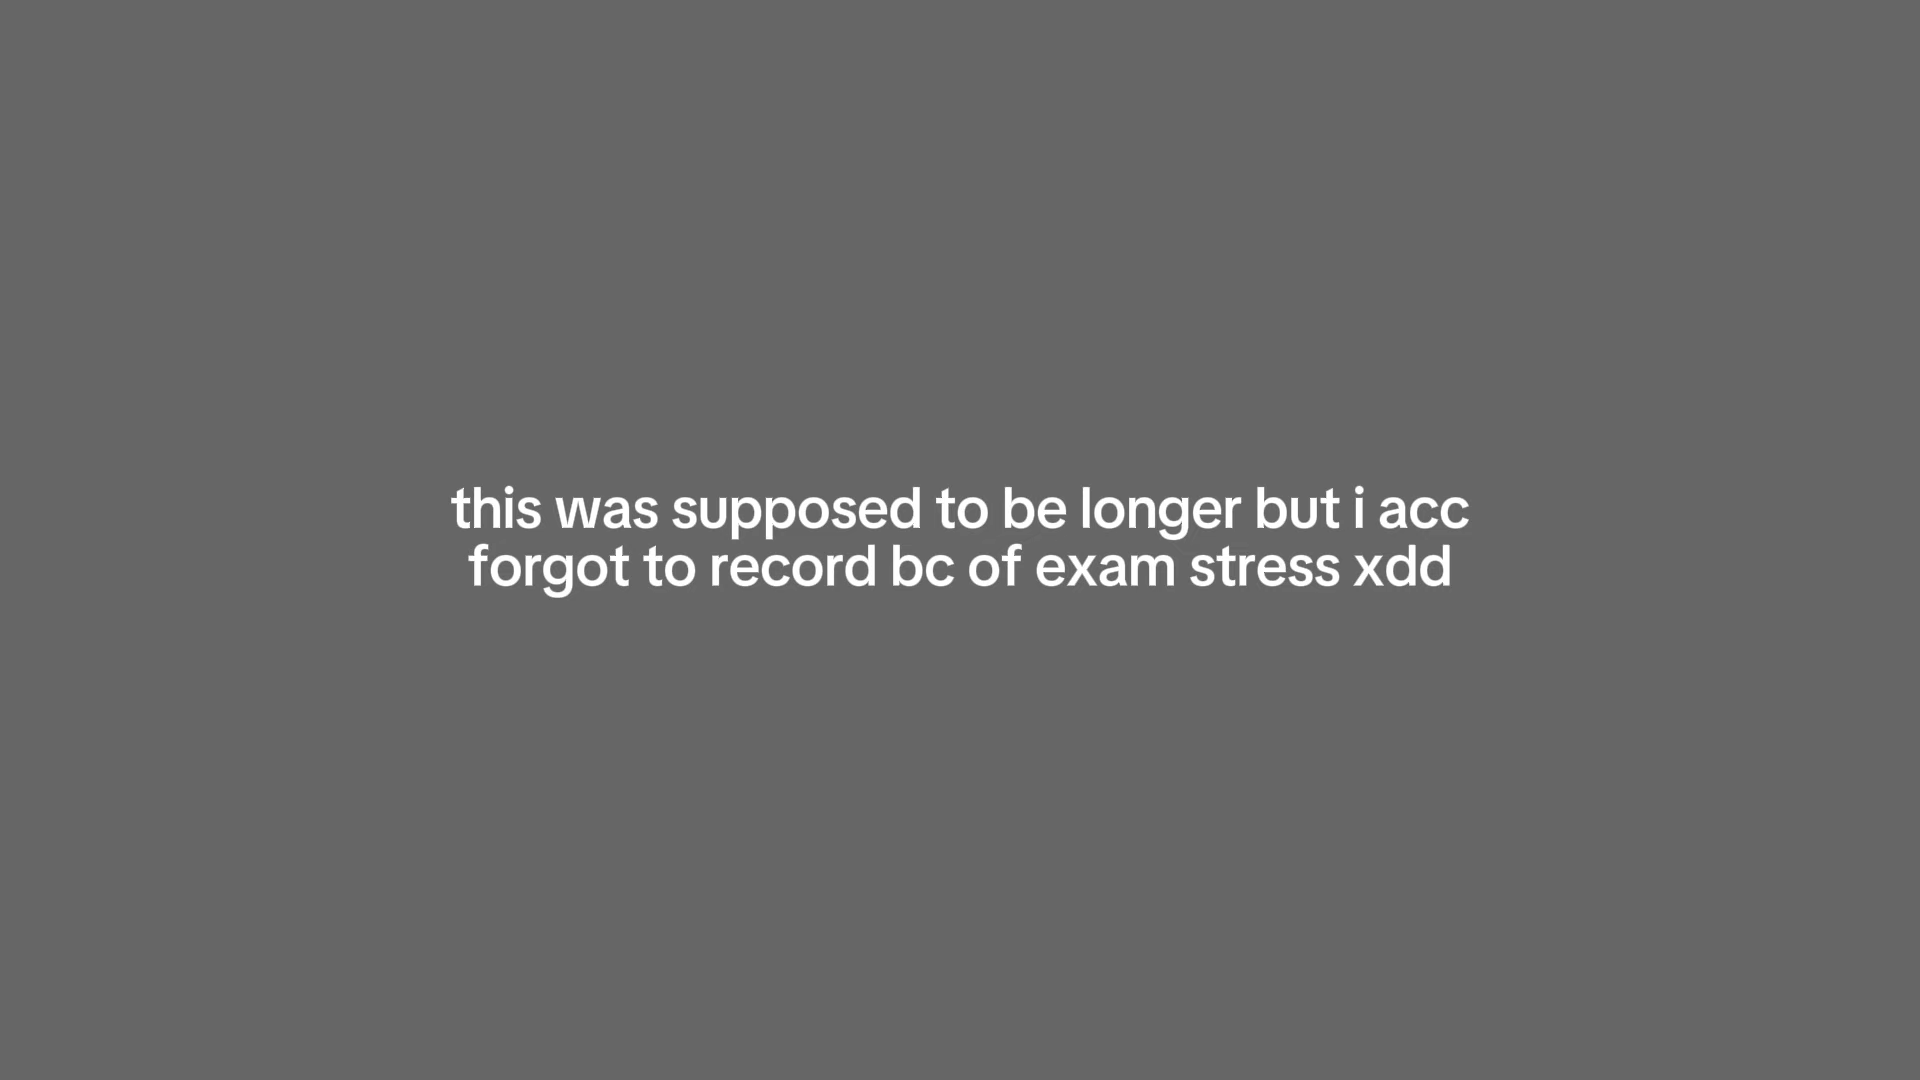 this was supposed to be longer but i acc
forgot to record bc of exam stress xdd